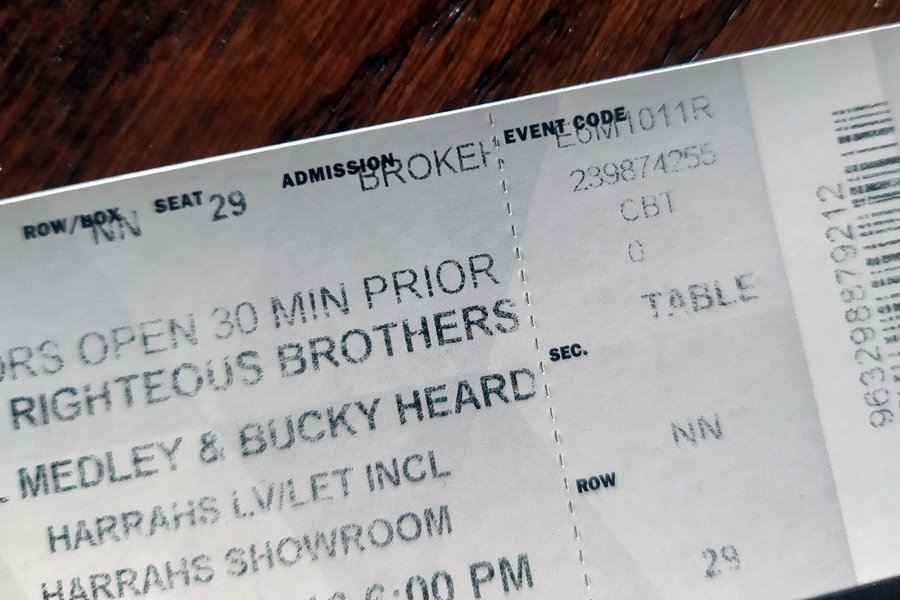 ROW/BOX NN SEAT 29 ADMISSION BROKER
ORS OPEN 30 MIN PRIOR
RIGHTEOUS BROTHERS
L MEDLEY & BUCKY HEARD
HARRAHS LV/LET INCL
HARRAHS SHOWROOM
6:00 PM
EVENT CODE
239874255
CBT
0
TABLE
SEC.
NN
ROW
29
963298879212